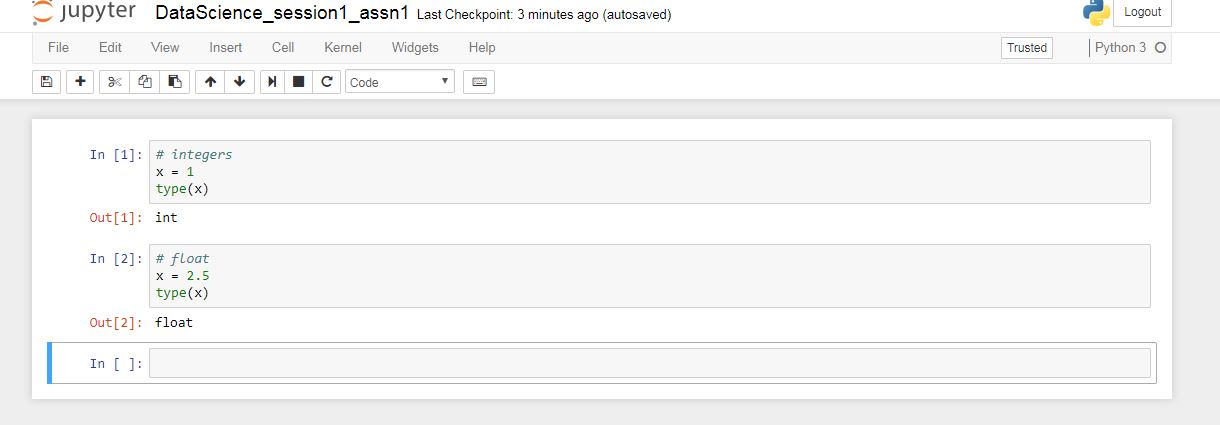 jupyter DataScience_session1_assn1 Last Checkpoint: 3 minutes ago (autosaved) Logout
File Edit View Insert Cell Kernel Widgets Help Trusted Python 3
Code
In [1]: # integers
x = 1
type(x)
Out[1]: int
In [2]: # float
x = 2.5
type(x)
Out[2]: float
In [ ]: